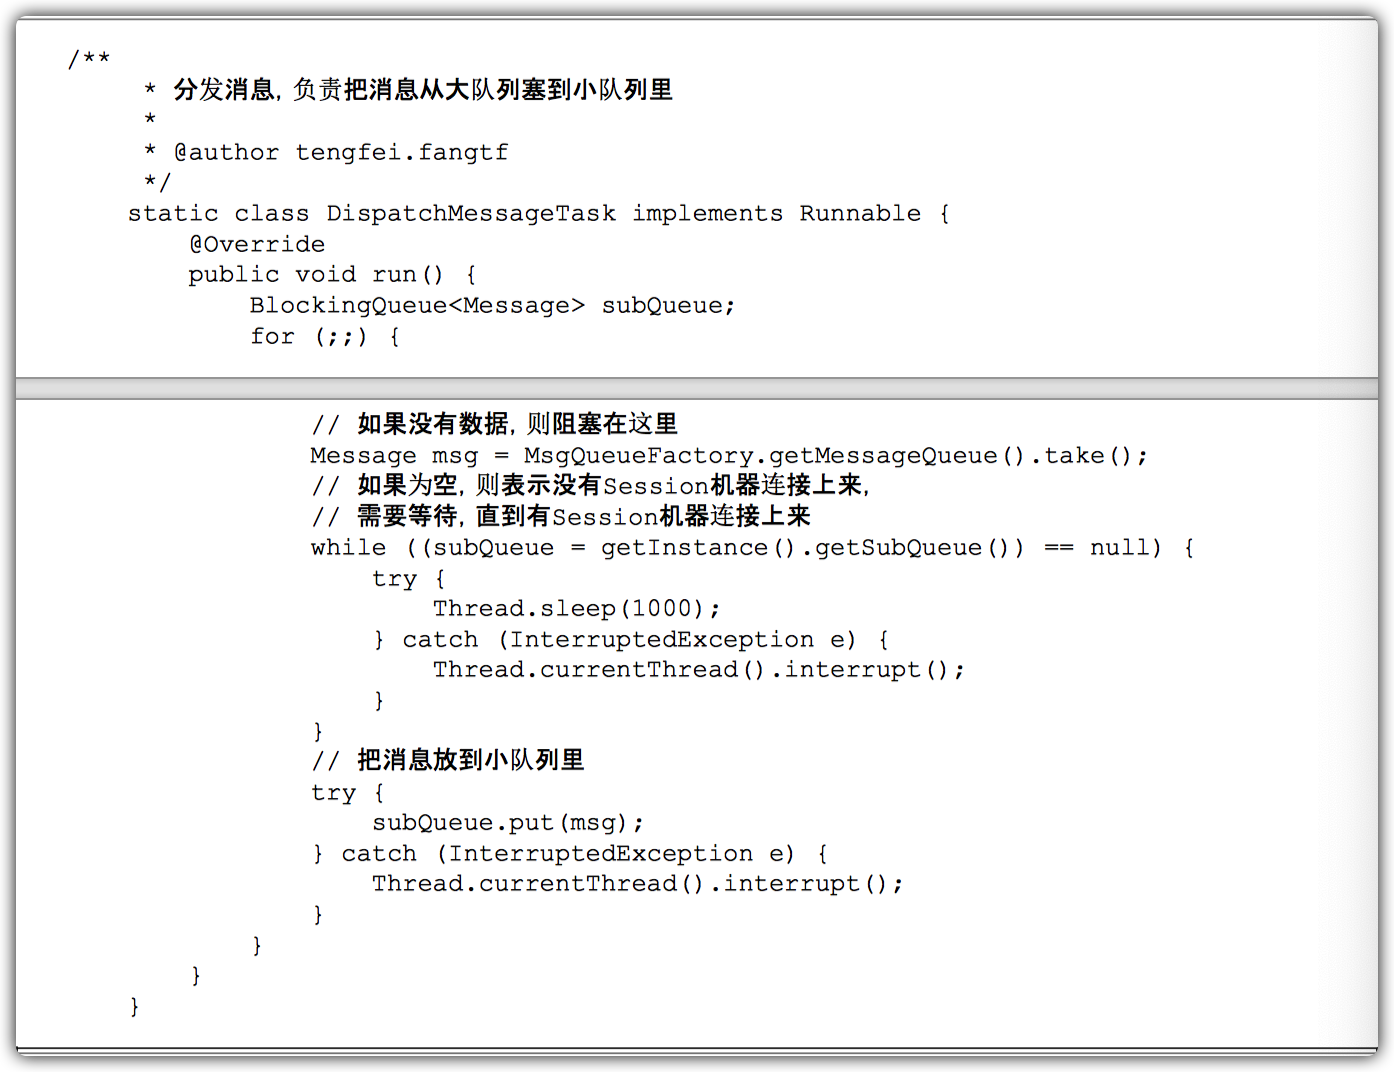 /**
* 分发消息, 负责把消息从大队列塞到小队列里
*
* @author tengfei.fangtf
*/
static class DispatchMessageTask implements Runnable {
@Override
public void run() {
BlockingQueue<Message> subQueue;
for (;;) {
// 如果没有数据, 则阻塞在这里
Message msg = MsgQueueFactory.getMessageQueue().take();
// 如果为空, 则表示没有Session机器连接上来,
// 需要等待, 直到有Session机器连接上来
while ((subQueue = getInstance().getSubQueue()) == null) {
try {
Thread.sleep(1000);
} catch (InterruptedException e) {
Thread.currentThread().interrupt();
}
}
// 把消息放到小队列里
try {
subQueue.put(msg);
} catch (InterruptedException e) {
Thread.currentThread().interrupt();
}
}
}
}